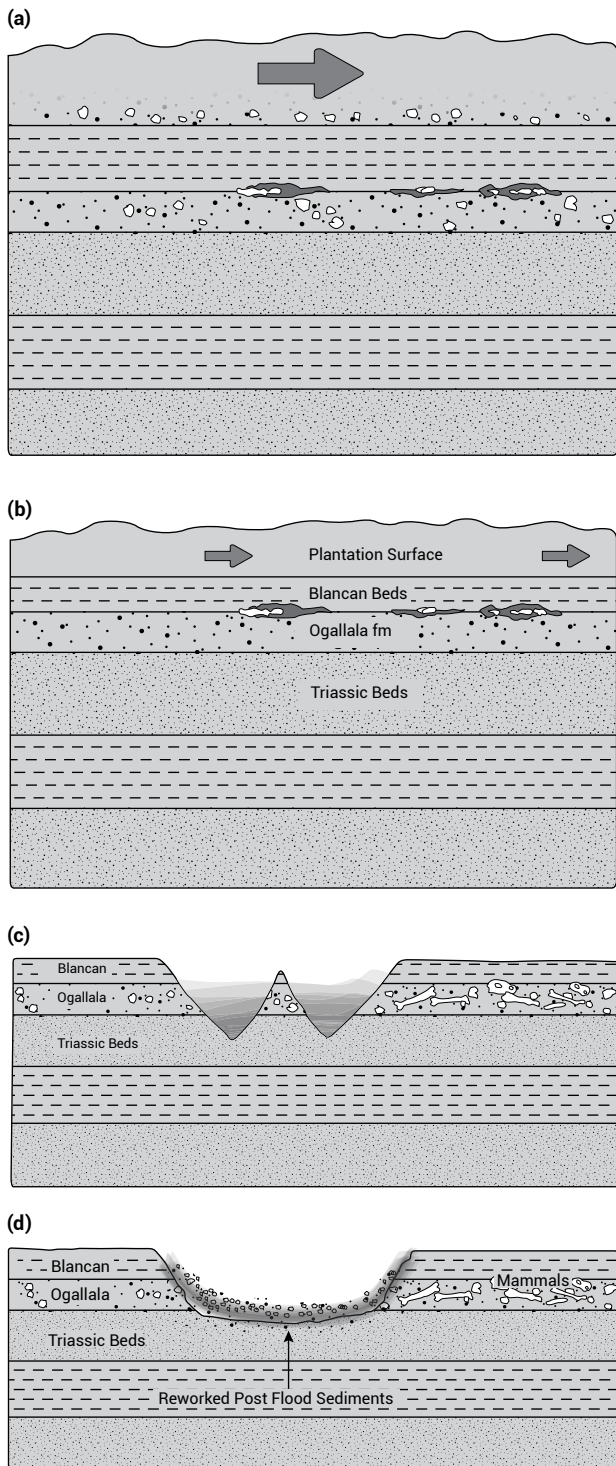 (a)
(b)
Plantation Surface
Blancan Beds
Ogallala fm
Triassic Beds
(c)
Blancan
Ogallala
Triassic Beds
(d)
Blancan
Mammals
Ogallala
Triassic Beds
Reworked Post Flood Sediments